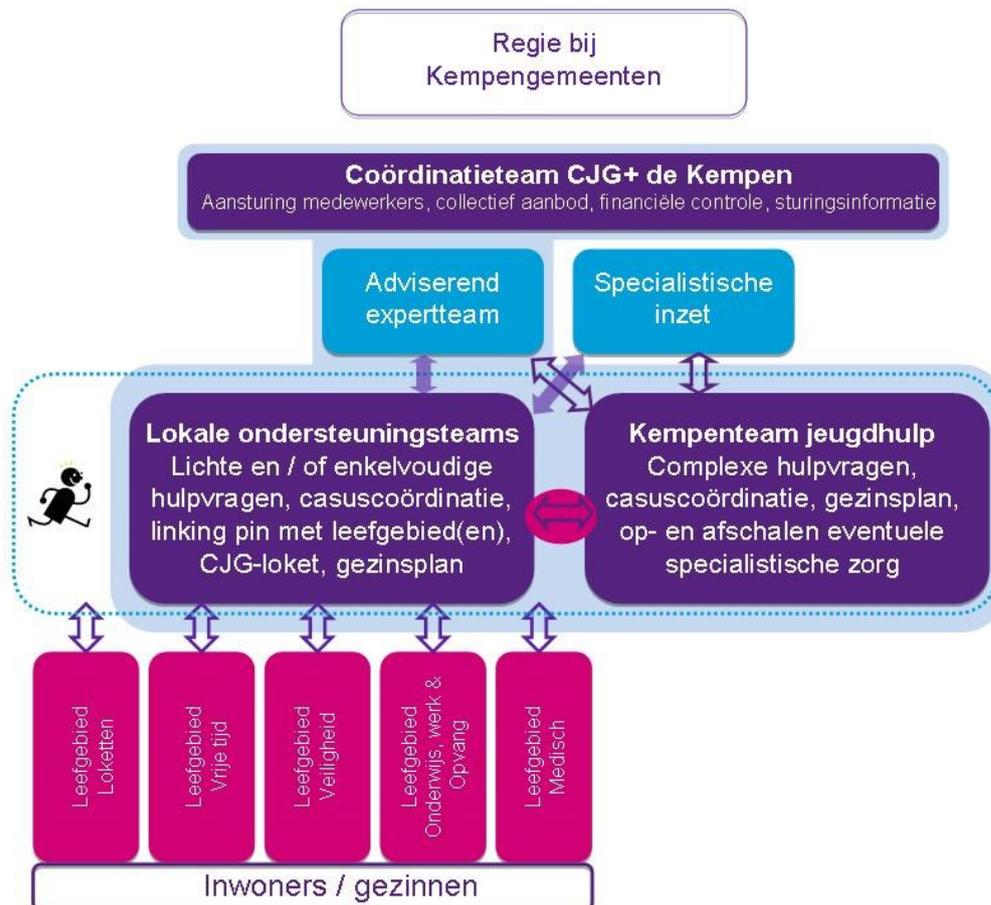 Regie bij
Kempengemeenten
Coördinatieteam CJG+ de Kempen
Aansturing medewerkers, collectief aanbod, financiële controle, sturingsinformatie
Adviserend
expertteam
Specialistische
inzet
Lokale ondersteuningsteams
Lichte en / of enkelvoudige
hulpvragen, casuscoördinatie,
linking pin met leefgebied(en),
CJG-loket, gezinsplan
Kempenteam jeugdhulp
Complexe hulpvragen,
casuscoördinatie, gezinsplan,
op- en afschalen eventuele
specialistische zorg
Leefgebied
Loketten
Leefgebied
Vrije tijd
Leefgebied
Veiligheid
Leefgebied
Onderwijs, werk &
Opvang
Leefgebied
Medisch
Inwoners / gezinnen